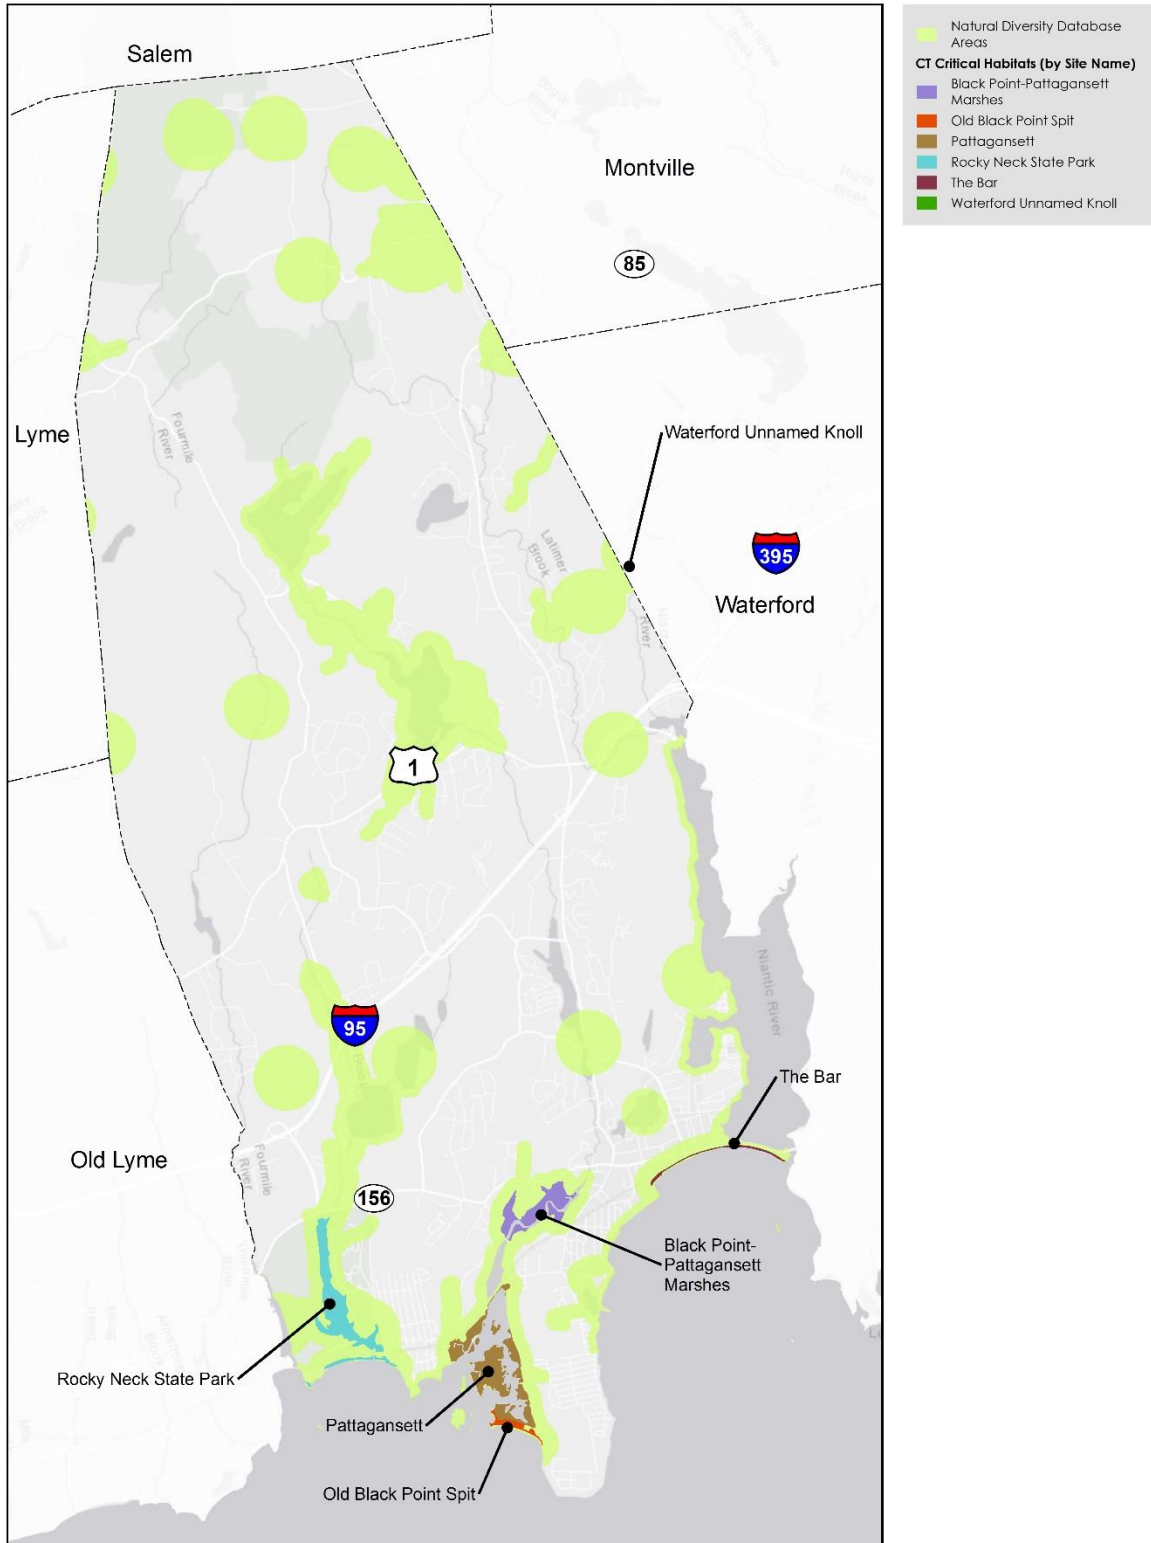 Natural Diversity Database
Areas
CT Critical Habitats (by Site Name)
Black Point-Pattagansett
Marshes
Old Black Point Spit
Pattagansett
Rocky Neck State Park
The Bar
Waterford Unnamed Knoll
Salem
Montville
85
Lyme
Fourmile
River
Waterford Unnamed Knoll
Latimer
Brook
395
Waterford
River
1
95
Brook
Niantic River
The Bar
Old Lyme
Fourmile
River
156
Black Point-
Pattagansett
Marshes
Rocky Neck State Park
Pattagansett
Old Black Point Spit